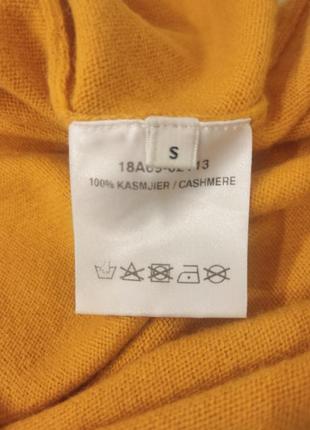 S
100% KASMJIER / CASHMERE